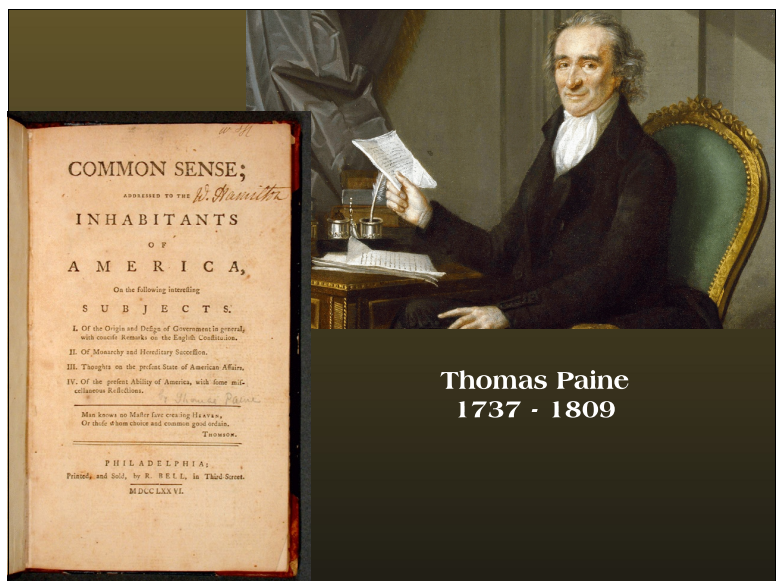 COMMON SENSE;
ADDRESSED TO THE W. Hamilton
INHABITANTS
OF
AMERICA,
On the following intereſting
SUBJECTS.
I. Of the Origin and Deſign of Government in general,
with conciſe Remarks on the Engliſh Conſtitution.
II. Of Monarchy and Hereditary Succeſſion.
III. Thoughts on the preſent State of American Affairs.
IV. Of the preſent Ability of America, with ſome miſ-
cellaneous Reflections.
Thomas Paine
Man knows no Maſter ſave creating HEAVEN,
Or thoſe whom choice and common good ordain.
THOMSON.
PHILADELPHIA;
Printed, and Sold, by R. BELL, in Third-Street.
MDCCLXXVI.
Thomas Paine
1737 - 1809